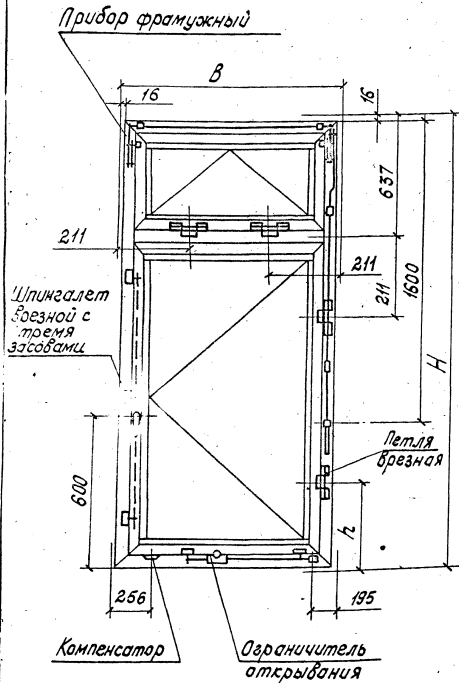 Прибор фрамужный
В
16
16
637
211
211
211
1600
Н
Шпингалет
врезной с
тремя
засовами
600
Петля
врезная
h
256
195
Компенсатор
Ограничитель
открывания